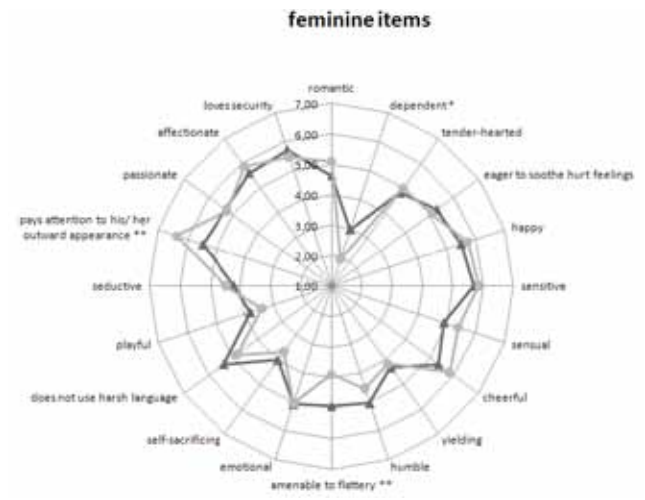 feminine items
romantic
7,00
6,00
5,00
4,00
3,00
2,00
1,00
dependent*
tender-hearted
eager to soothe hurt feelings
happy
sensitive
sensual
cheerful
yielding
humble
amenable to flattery **
emotional
self-sacrificing
does not use harsh language
playful
seductive
pays attention to his/ her
outward appearance **
passionate
affectionate
loves security